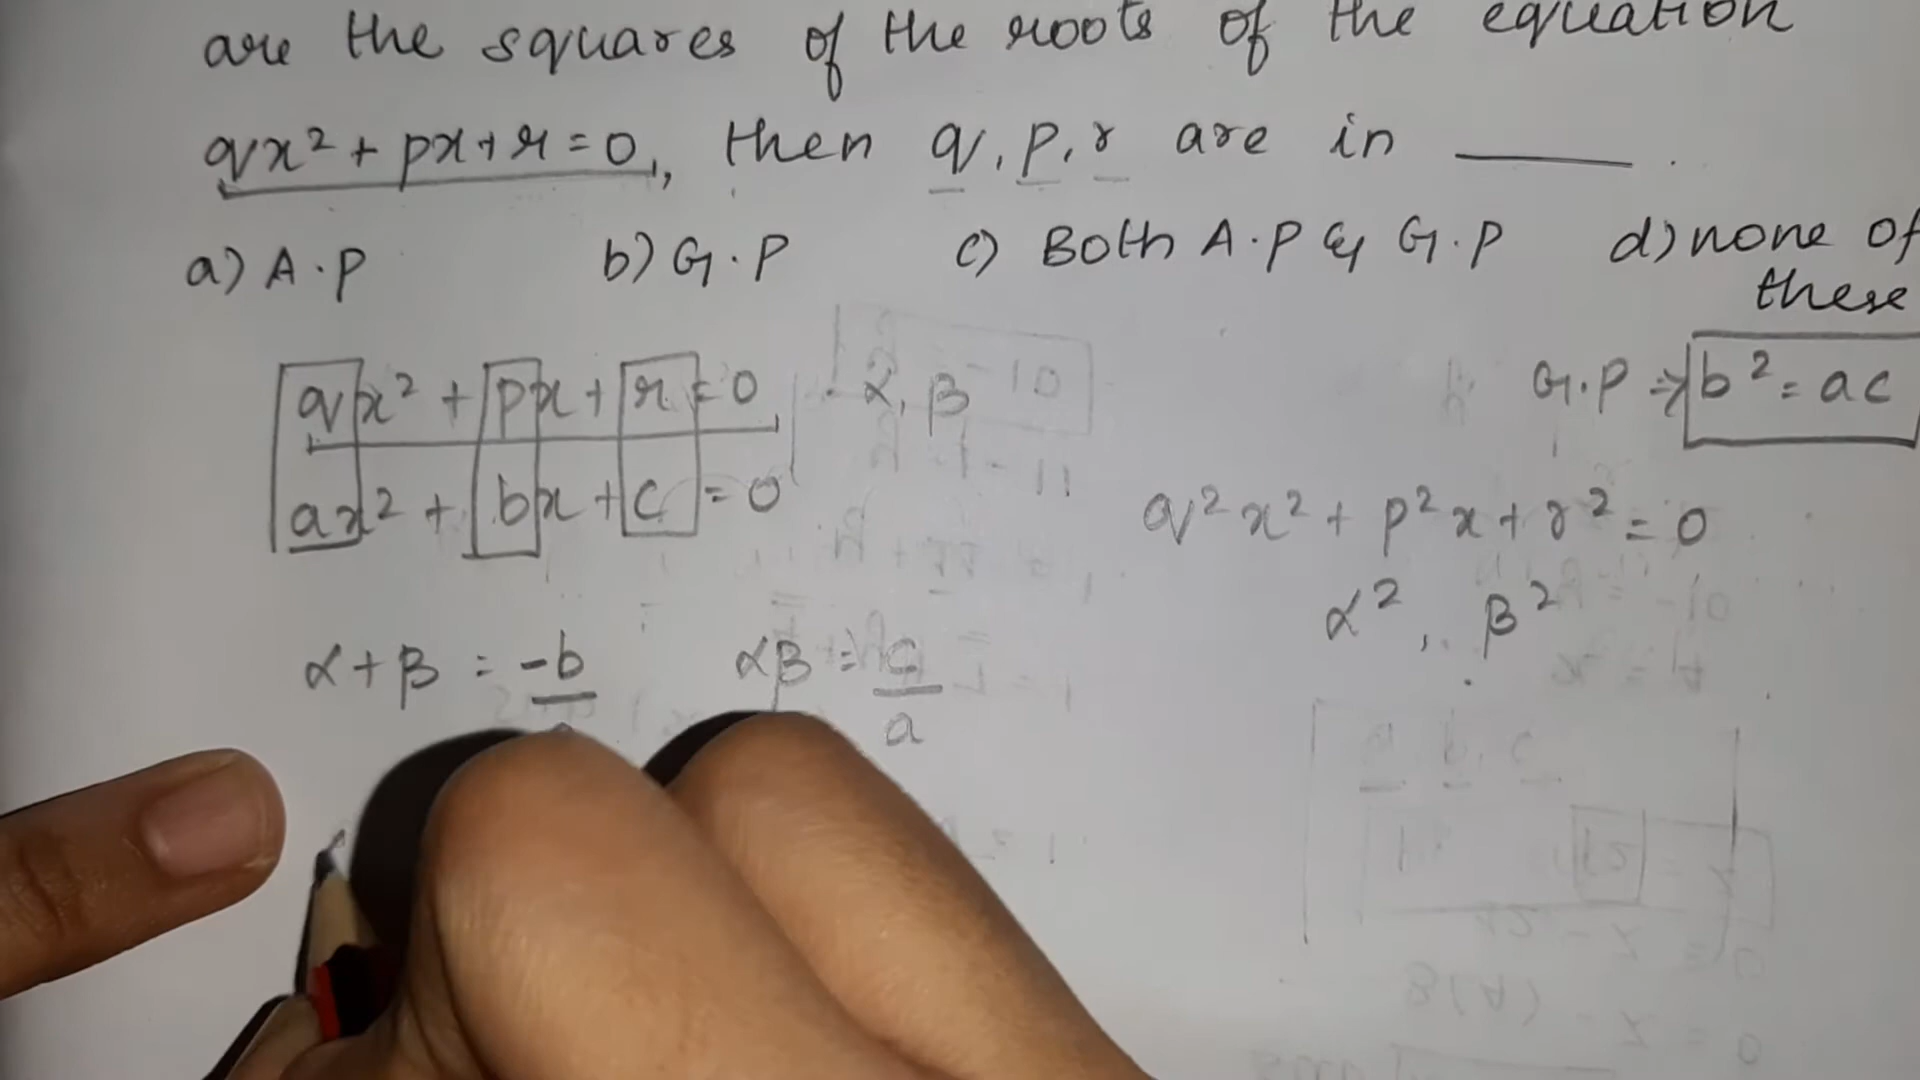 are the squares of the roots of the equation
qx² + px + r = 0, then q, p, r are in ______.
a) A.P b) G.P c) Both A.P & G.P d) none of these
qx² + px + r = 0 α, β
G.P ⇒ b² = ac
ax² + bx + c = 0
q²x² + p²x + r² = 0
α², β²
α + β = -b αβ = c/a